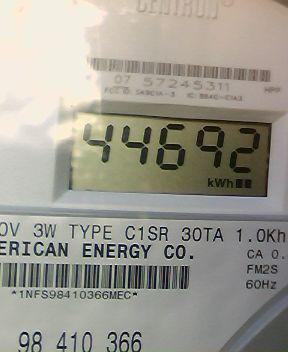 CENTRON®
07 57245311
44692
kWh
0V 3W TYPE C1SR 30TA 1.0Kh
ERICAN ENERGY CO.
CA 0.
FM2S
60Hz
*1NFS98410366MEC*
98 410 366